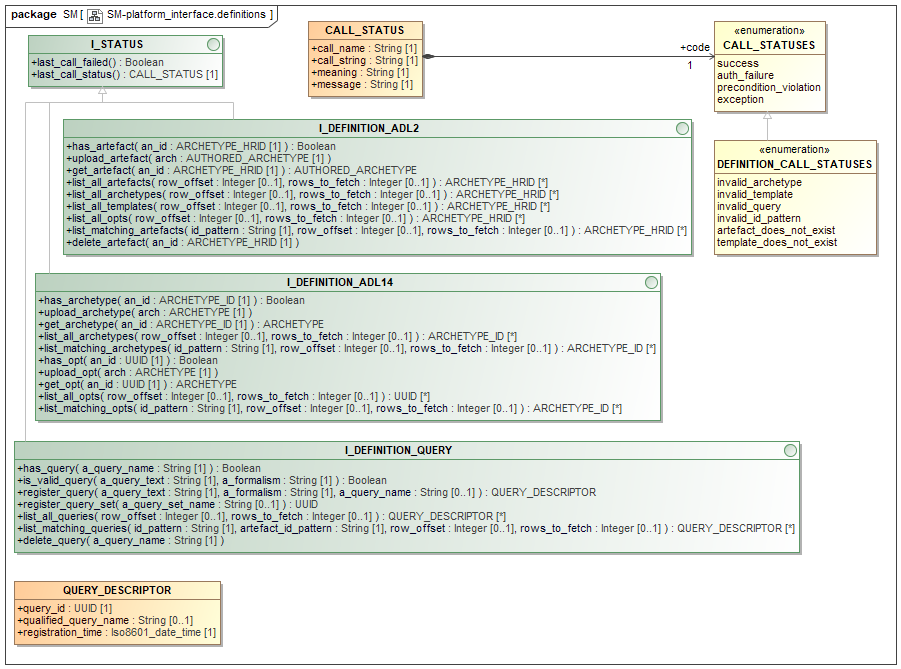 package SM [ SM-platform_interface.definitions ]
I_STATUS
+last_call_failed() : Boolean
+last_call_status() : CALL_STATUS [1]
CALL_STATUS
+call_name : String [1]
+call_string : String [1]
+meaning : String [1]
+message : String [1]
+code
1
«enumeration»
CALL_STATUSES
success
auth_failure
precondition_violation
exception
«enumeration»
DEFINITION_CALL_STATUSES
invalid_archetype
invalid_template
invalid_query
invalid_id_pattern
artefact_does_not_exist
template_does_not_exist
I_DEFINITION_ADL2
+has_artefact( an_id : ARCHETYPE_HRID [1] ) : Boolean
+upload_artefact( arch : AUTHORED_ARCHETYPE [1] )
+get_artefact( an_id : ARCHETYPE_HRID [1] ) : AUTHORED_ARCHETYPE
+list_all_artefacts( row_offset : Integer [0..1], rows_to_fetch : Integer [0..1] ) : ARCHETYPE_HRID [*]
+list_all_archetypes( row_offset : Integer [0..1], rows_to_fetch : Integer [0..1] ) : ARCHETYPE_HRID [*]
+list_all_templates( row_offset : Integer [0..1], rows_to_fetch : Integer [0..1] ) : ARCHETYPE_HRID [*]
+list_all_opts( row_offset : Integer [0..1], rows_to_fetch : Integer [0..1] ) : ARCHETYPE_HRID [*]
+list_matching_artefacts( id_pattern : String [1], row_offset : Integer [0..1], rows_to_fetch : Integer [0..1] ) : ARCHETYPE_HRID [*]
+delete_artefact( an_id : ARCHETYPE_HRID [1] )
I_DEFINITION_ADL14
+has_archetype( an_id : ARCHETYPE_ID [1] ) : Boolean
+upload_archetype( arch : ARCHETYPE [1] )
+get_archetype( an_id : ARCHETYPE_ID [1] ) : ARCHETYPE
+list_all_archetypes( row_offset : Integer [0..1], rows_to_fetch : Integer [0..1] ) : ARCHETYPE_ID [*]
+list_matching_archetypes( id_pattern : String [1], row_offset : Integer [0..1], rows_to_fetch : Integer [0..1] ) : ARCHETYPE_ID [*]
+has_opt( an_id : UUID [1] ) : Boolean
+upload_opt( arch : ARCHETYPE [1] )
+get_opt( an_id : UUID [1] ) : ARCHETYPE
+list_all_opts( row_offset : Integer [0..1], rows_to_fetch : Integer [0..1] ) : UUID [*]
+list_matching_opts( id_pattern : String [1], row_offset : Integer [0..1], rows_to_fetch : Integer [0..1] ) : ARCHETYPE_ID [*]
I_DEFINITION_QUERY
+has_query( a_query_name : String [1] ) : Boolean
+is_valid_query( a_query_text : String [1], a_formalism : String [1] ) : Boolean
+register_query( a_query_text : String [1], a_formalism : String [1], a_query_name : String [0..1] ) : QUERY_DESCRIPTOR
+register_query_set( a_query_set_name : String [0..1] ) : UUID
+list_all_queries( row_offset : Integer [0..1], rows_to_fetch : Integer [0..1] ) : QUERY_DESCRIPTOR [*]
+list_matching_queries( id_pattern : String [1], artefact_id_pattern : String [1], row_offset : Integer [0..1], rows_to_fetch : Integer [0..1] ) : QUERY_DESCRIPTOR [*]
+delete_query( a_query_name : String [1] )
QUERY_DESCRIPTOR
+query_id : UUID [1]
+qualified_query_name : String [0..1]
+registration_time : Iso8601_date_time [1]